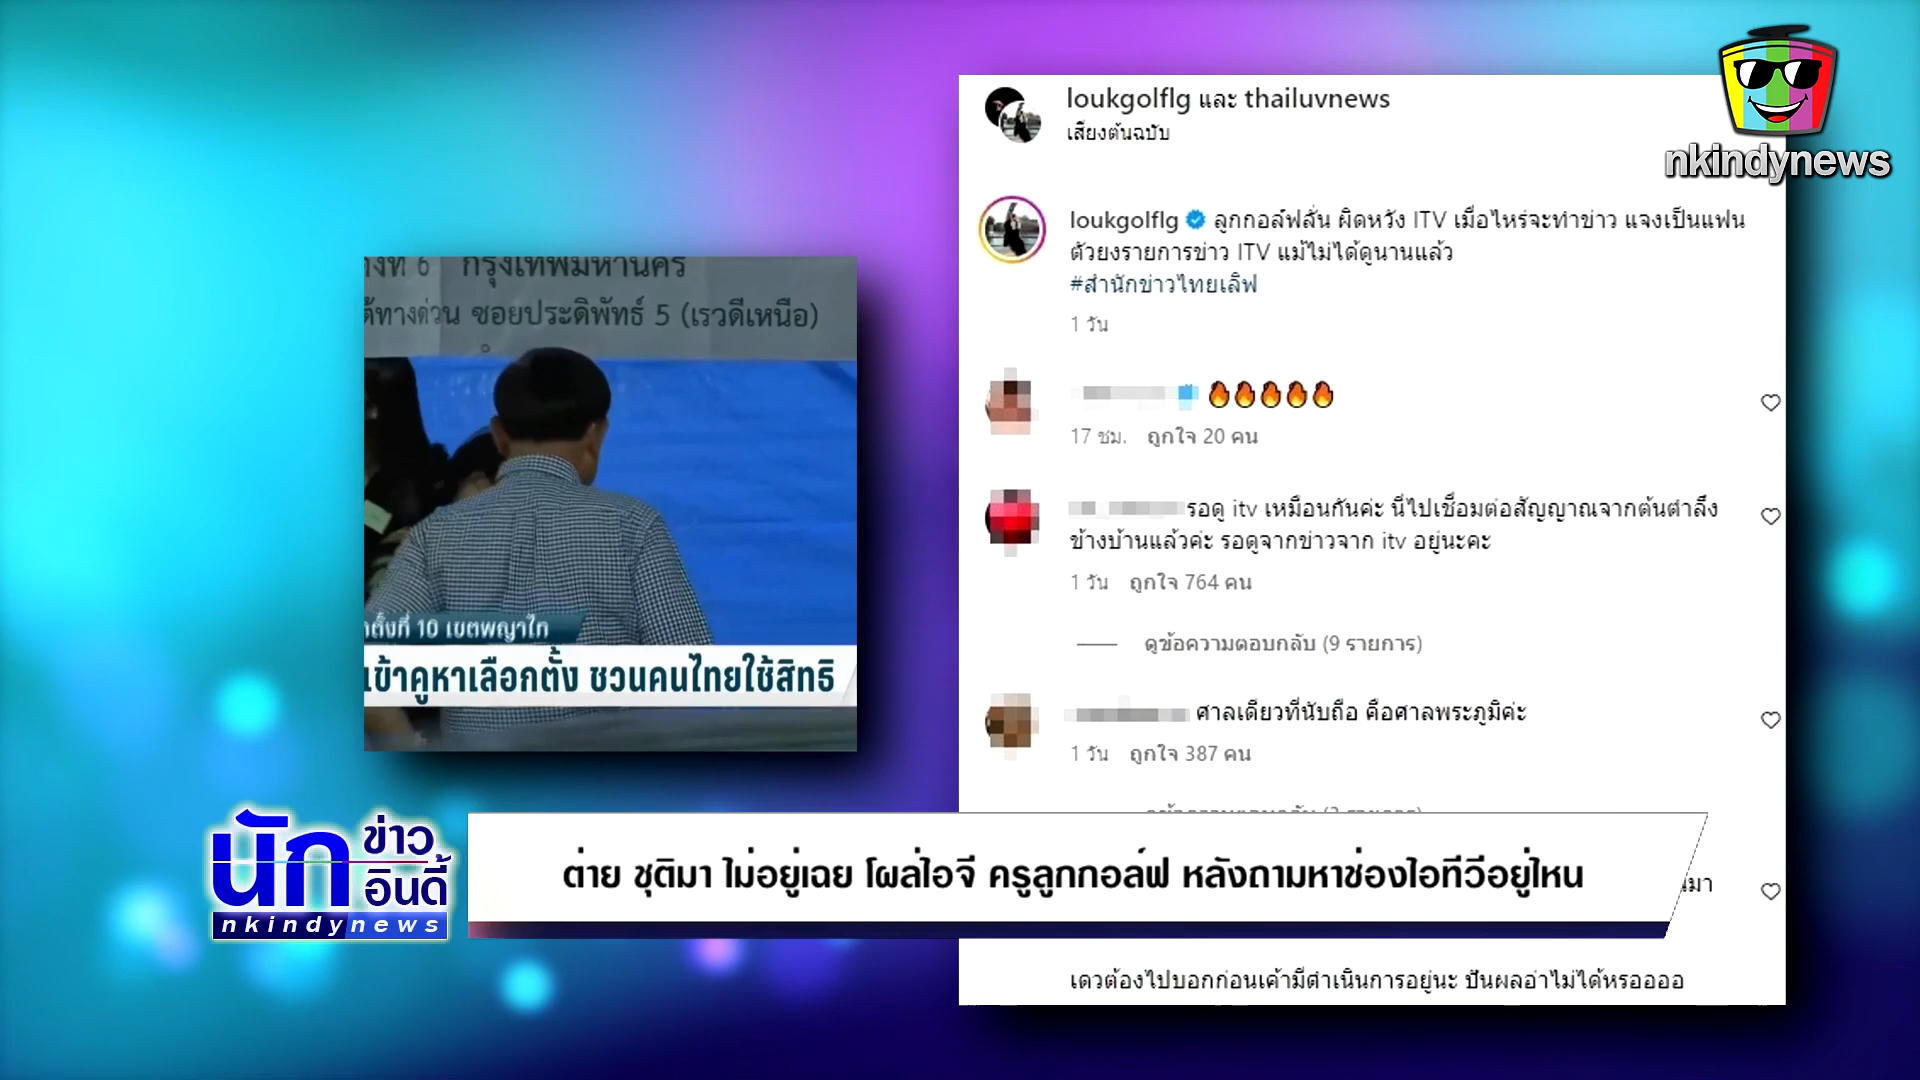 nkindynews
loukgolflg และ thailuvnews
เสียงต้นฉบับ
loukgolflg ลูกกอล์ฟลั่น ผิดหวัง ITV เมื่อไหร่จะทำข่าว แจงเป็นแฟน
ตัวยงรายการข่าว ITV แม้ไม่ได้ดูนานแล้ว
#สำนักข่าวไทยเลิ๊ฟ
1 วัน
17 ชม. ถูกใจ 20 คน
รอดู itv เหมือนกันค่ะ นี่ไปเชื่อมต่อสัญญาณจากต้นตำลึง
ข้างบ้านแล้วค่ะ รอดูจากข่าวจาก itv อยู่นะคะ
1 วัน ถูกใจ 764 คน
ดูข้อความตอบกลับ (9 รายการ)
ศาลเดียวที่นับถือ คือศาลพระภูมิค่ะ
1 วัน ถูกใจ 387 คน
เดวต้องไปบอกก่อนเค้ามีดำเนินการอยู่นะ ปันผลอ่าไม่ได้หรออออ
6 กรุงเทพมหานคร
ใต้ทางด่วน ซอยประดิพัทธ์ 5 (เรวดีเหนือ)
ตั้งที่ 10 เขตพญาไท
เข้าคูหาเลือกตั้ง ชวนคนไทยใช้สิทธิ
นักข่าวอินดี้
nkindynews
ต่าย ชุติมา ไม่อยู่เฉย โผล่ไอจี ครูลูกกอล์ฟ หลังถามหาช่องไอทีวีอยู่ไหน